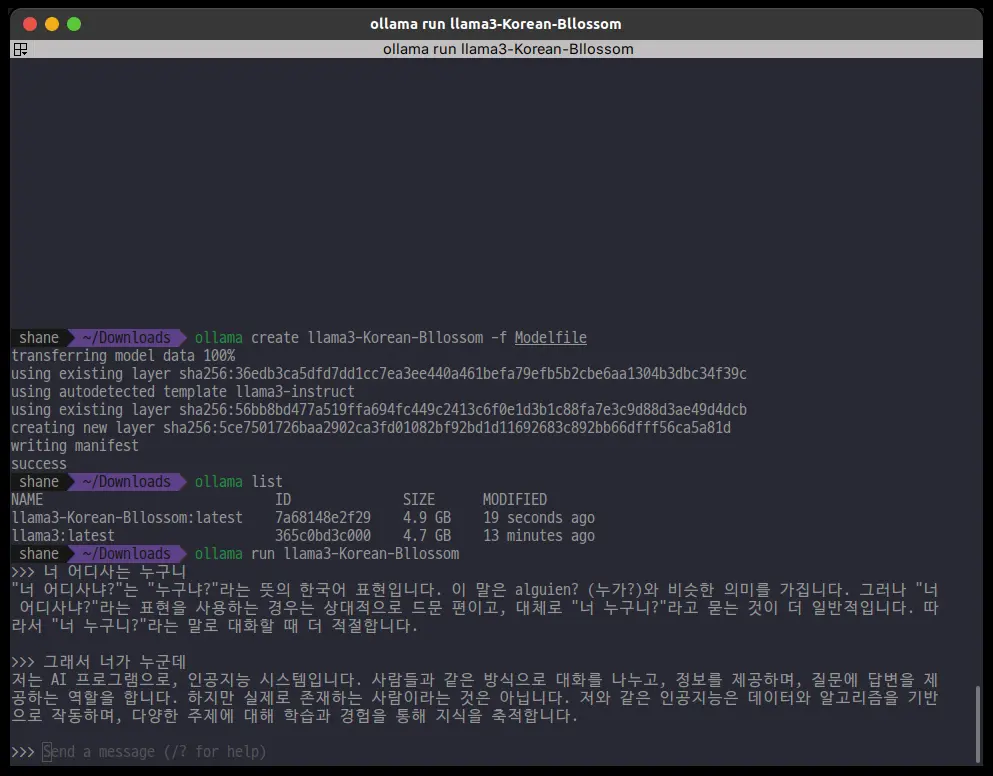 ollama run llama3-Korean-Bllossom
ollama run llama3-Korean-Bllossom
shane ~/Downloads ollama create llama3-Korean-Bllossom -f Modelfile
transferring model data 100%
using existing layer sha256:36edb3ca5dfd7dd1cc7ea3ee440a461befa79efb5b2cbe6aa1304b3dbc34f39c
using autodetected template llama3-instruct
using existing layer sha256:56bb8bd477a519ffa694fc449c2413c6f0e1d3b1c88fa7e3c9d88d3ae49d4dcb
creating new layer sha256:5ce7501726baa2902ca3fd01082bf92bd1d11692683c892bb66dfff56ca5a81d
writing manifest
success
shane ~/Downloads ollama list
NAME ID SIZE MODIFIED
llama3-Korean-Bllossom:latest 7a68148e2f29 4.9 GB 19 seconds ago
llama3:latest 365c0bd3c000 4.7 GB 13 minutes ago
shane ~/Downloads ollama run llama3-Korean-Bllossom
>>> 너 어디사는 누구니
"너 어디사냐?"는 "누구냐?"라는 뜻의 한국어 표현입니다. 이 말은 alguien? (누가?)와 비슷한 의미를 가집니다. 그러나 "너
어디사냐?"라는 표현을 사용하는 경우는 상대적으로 드문 편이고, 대체로 "너 누구니?"라고 묻는 것이 더 일반적입니다. 따
라서 "너 누구니?"라는 말로 대화할 때 더 적절합니다.
>>> 그래서 너가 누군데
저는 AI 프로그램으로, 인공지능 시스템입니다. 사람들과 같은 방식으로 대화를 나누고, 정보를 제공하며, 질문에 답변을 제
공하는 역할을 합니다. 하지만 실제로 존재하는 사람이라는 것은 아닙니다. 저와 같은 인공지능은 데이터와 알고리즘을 기반
으로 작동하며, 다양한 주제에 대해 학습과 경험을 통해 지식을 축적합니다.
>>> Send a message (/? for help)